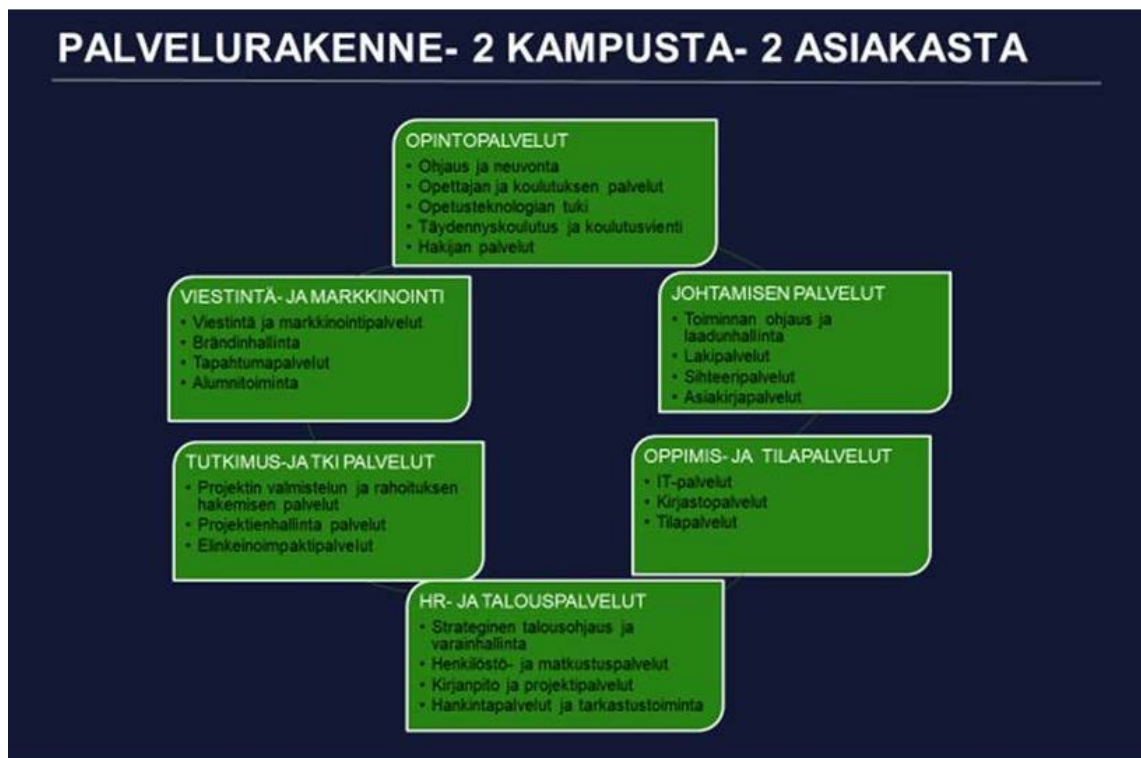 PALVELURAKENNE- 2 KAMPUSTA- 2 ASIAKASTA
OPINTOPALVELUT
• Ohjaus ja neuvonta
• Opettajan ja koulutuksen palvelut
• Opetusteknologian tuki
• Täydennyskoulutus ja koulutusvienti
• Hakijan palvelut
VIESTINTÄ- JA MARKKINOINTI
• Viestintä ja markkinointipalvelut
• Brändinhallinta
• Tapahtumapalvelut
• Alumnitoiminta
JOHTAMISEN PALVELUT
• Toiminnan ohjaus ja
laadunhallinta
• Lakipalvelut
• Sihteeripalvelut
• Asiakirjapalvelut
TUTKIMUS-JA TKI PALVELUT
• Projektin valmistelun ja rahoituksen
hakemisen palvelut
• Projektienhallinta palvelut
• Elinkeinoimpaktipalvelut
OPPIMIS- JA TILAPALVELUT
• IT-palvelut
• Kirjastopalvelut
• Tilapalvelut
HR- JA TALOUSPALVELUT
• Strateginen talousohjaus ja
varainhallinta
• Henkilöstö- ja matkustuspalvelut
• Kirjanpito ja projektipalvelut
• Hankintapalvelut ja tarkastustoiminta